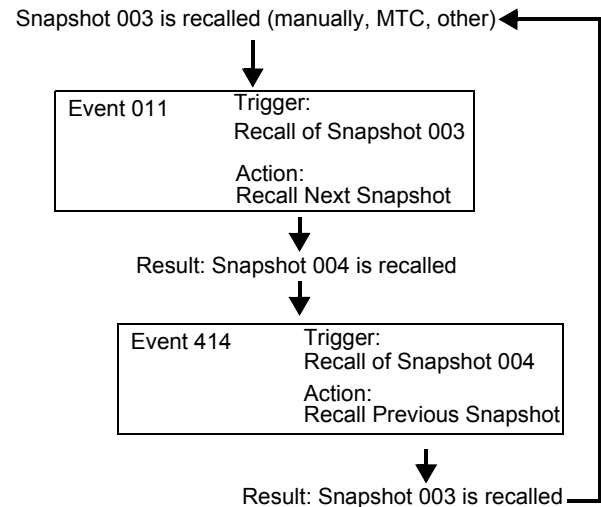 Snapshot 003 is recalled (manually, MTC, other)
Event 011
Trigger:
Recall of Snapshot 003
Action:
Recall Next Snapshot
Result: Snapshot 004 is recalled
Event 414
Trigger:
Recall of Snapshot 004
Action:
Recall Previous Snapshot
Result: Snapshot 003 is recalled